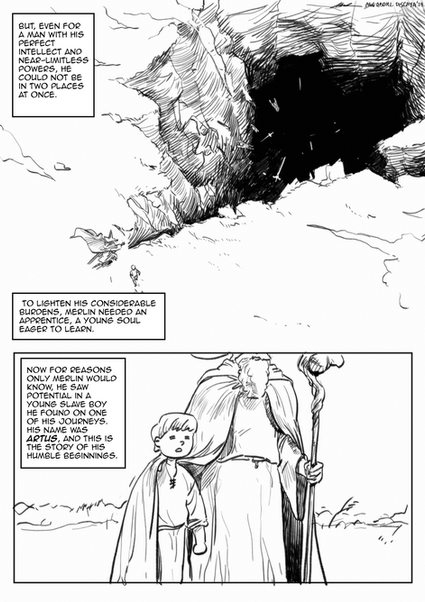 BUT, EVEN FOR
A MAN WITH HIS
PERFECT
INTELLECT AND
NEAR-LIMITLESS
POWERS, HE
COULD NOT BE
IN TWO PLACES
AT ONCE.
TO LIGHTEN HIS CONSIDERABLE
BURDENS, MERLIN NEEDED AN
APPRENTICE, A YOUNG SOUL
EAGER TO LEARN.
NOW FOR REASONS
ONLY MERLIN WOULD
KNOW, HE SAW
POTENTIAL IN A
YOUNG SLAVE BOY
HE FOUND ON ONE
OF HIS JOURNEYS.
HIS NAME WAS
ARTUS, AND THIS IS
THE STORY OF HIS
HUMBLE BEGINNINGS.